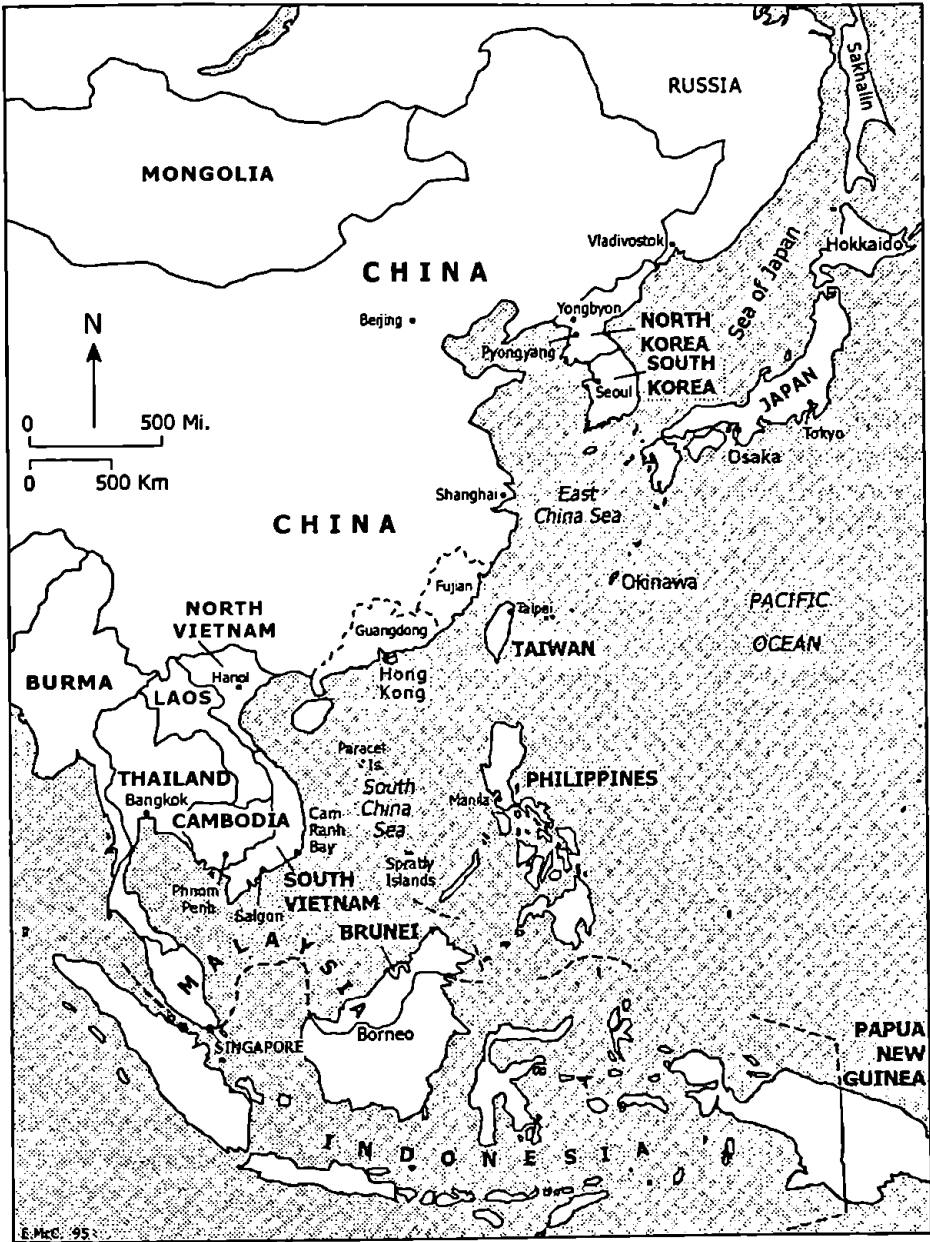 RUSSIA
Sakhalin
MONGOLIA
Vladivostok
Hokkaido
CHINA
Sea of Japan
Yongbyon
Beijing
NORTH
KOREA
Pyongyang
SOUTH
KOREA
Seoul
JAPAN
Tokyo
Osaka
N
0 500 Mi.
0 500 Km
Shanghai
East
China Sea
CHINA
Fujian
Okinawa
PACIFIC
OCEAN
NORTH
VIETNAM
Guangdong
Taipei
TAIWAN
Hong
Kong
Hanoi
BURMA
LAOS
Paracel
Is.
THAILAND
Bangkok
South
China
Sea
PHILIPPINES
Manila
CAMBODIA
Cam
Ranh
Bay
Spratly
Islands
Phnom
Penh
SOUTH
VIETNAM
Saigon
BRUNEI
MALAYSIA
Borneo
SINGAPORE
PAPUA
NEW
GUINEA
INDONESIA
E.McC. '95